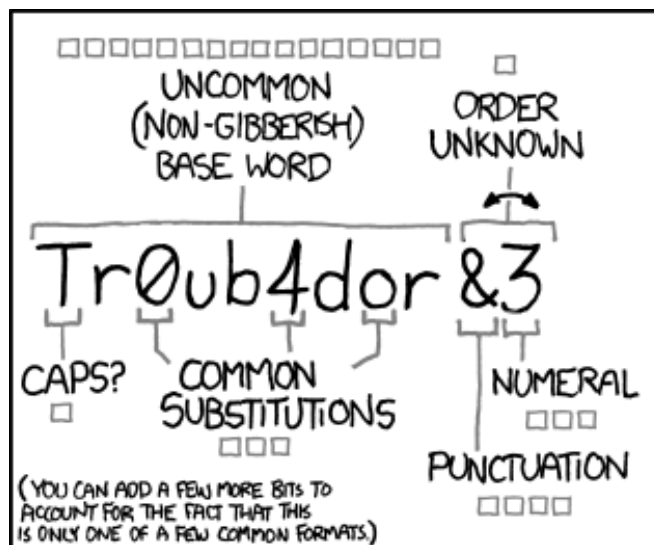 UNCOMMON
(NON-GIBBERISH)
BASE WORD
ORDER
UNKNOWN
Tr0ub4dor &3
CAPS?
COMMON
SUBSTITUTIONS
NUMERAL
PUNCTUATION
(YOU CAN ADD A FEW MORE BITS TO
ACCOUNT FOR THE FACT THAT THIS
IS ONLY ONE OF A FEW COMMON FORMATS.)